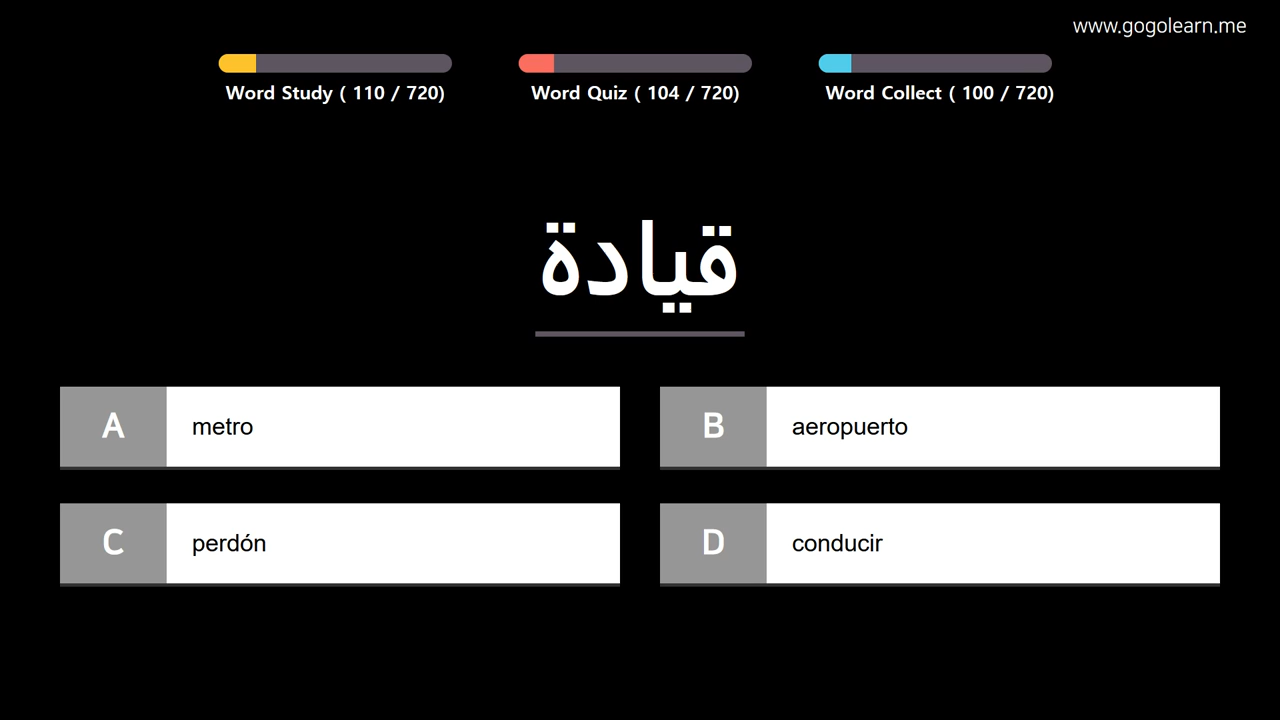 www.gogolearn.me
Word Study ( 110 / 720)
Word Quiz ( 104 / 720)
Word Collect ( 100 / 720)
قيادة
A metro
B aeropuerto
C perdón
D conducir